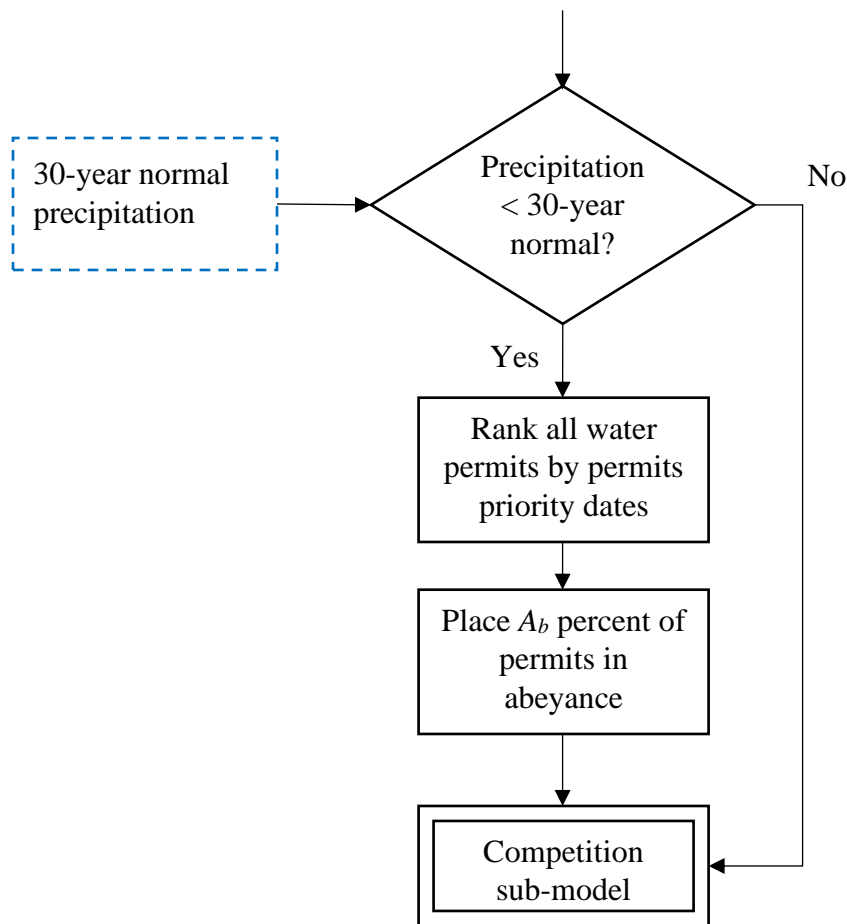 30-year normal
precipitation
Precipitation
< 30-year
normal?
No
Yes
Rank all water
permits by permits
priority dates
Place A_b percent of
permits in
abeyance
Competition
sub-model